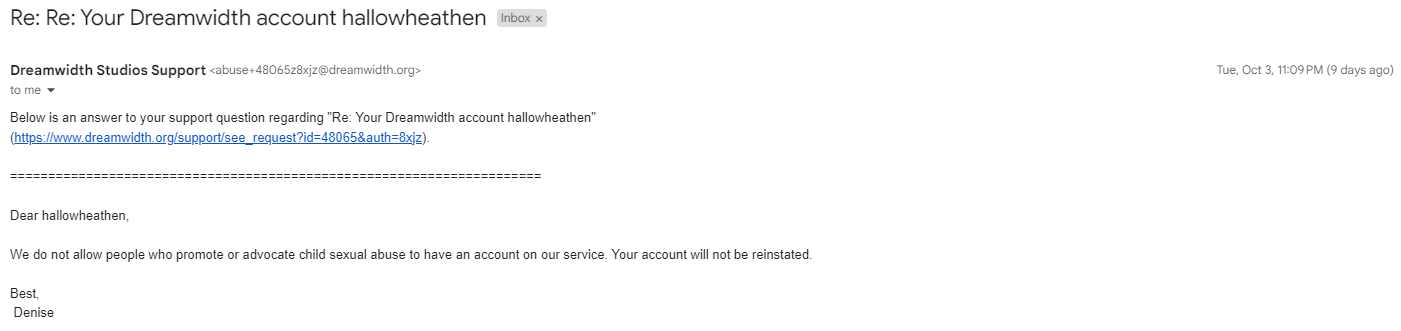 Re: Re: Your Dreamwidth account hallowheathen Inbox ×
Dreamwidth Studios Support <abuse+48065z8xjz@dreamwidth.org> Tue, Oct 3, 11:09 PM (9 days ago)
to me
Below is an answer to your support question regarding "Re: Your Dreamwidth account hallowheathen"
(https://www.dreamwidth.org/support/see_request?id=48065&auth=8xjz).
======================================================================
Dear hallowheathen,
We do not allow people who promote or advocate child sexual abuse to have an account on our service. Your account will not be reinstated.
Best,
Denise